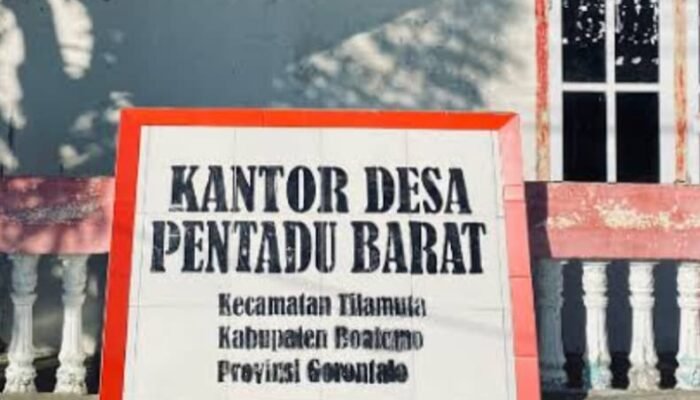 KANTOR DESA
PENTADU BARAT
Kecamatan Tilamuta
Kabupaten Boalemo
Provinsi Gorontalo